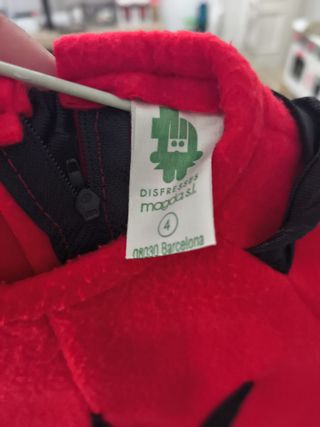 DISFRESSES
magda s.l.
4
08030 Barcelona